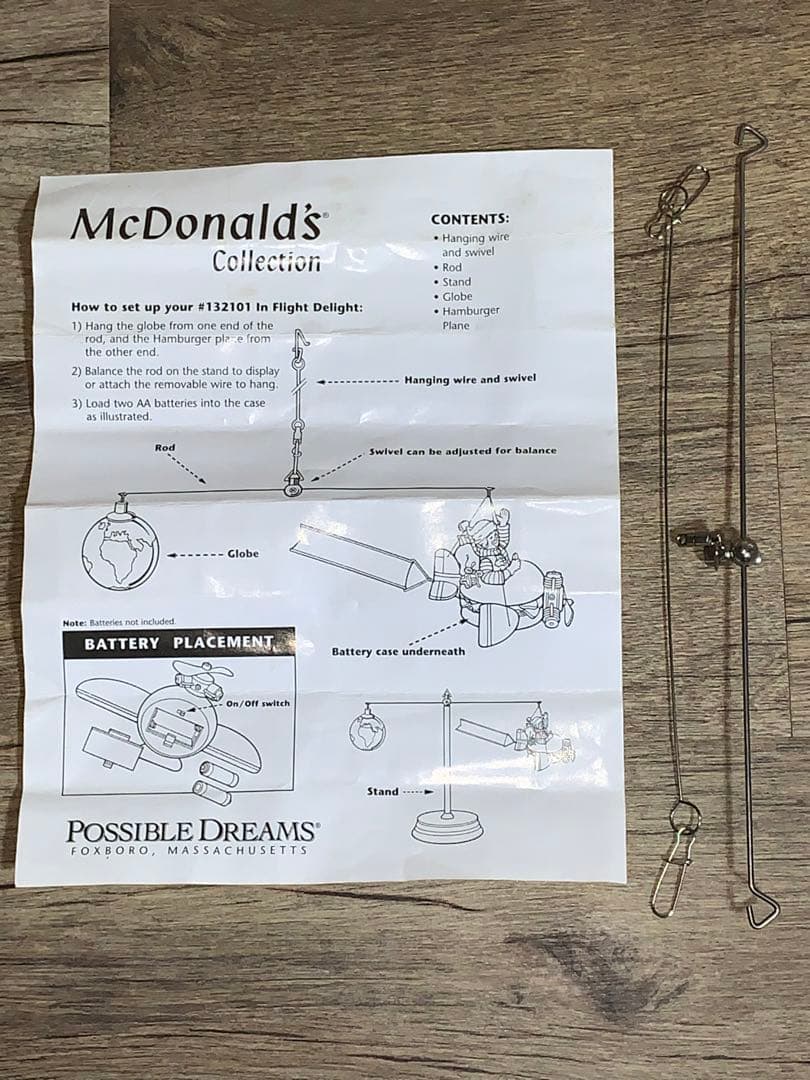 McDonald's®
Collection
CONTENTS:
• Hanging wire
and swivel
• Rod
• Stand
• Globe
• Hamburger
Plane
How to set up your #132101 In Flight Delight:
1) Hang the globe from one end of the
rod, and the Hamburger plane from
the other end.
2) Balance the rod on the stand to display
or attach the removable wire to hang.
3) Load two AA batteries into the case
as illustrated.
Hanging wire and swivel
Rod
Swivel can be adjusted for balance
Globe
Note: Batteries not included.
Battery case underneath
BATTERY PLACEMENT
On/Off switch
Stand
POSSIBLE DREAMS®
FOXBORO, MASSACHUSETTS